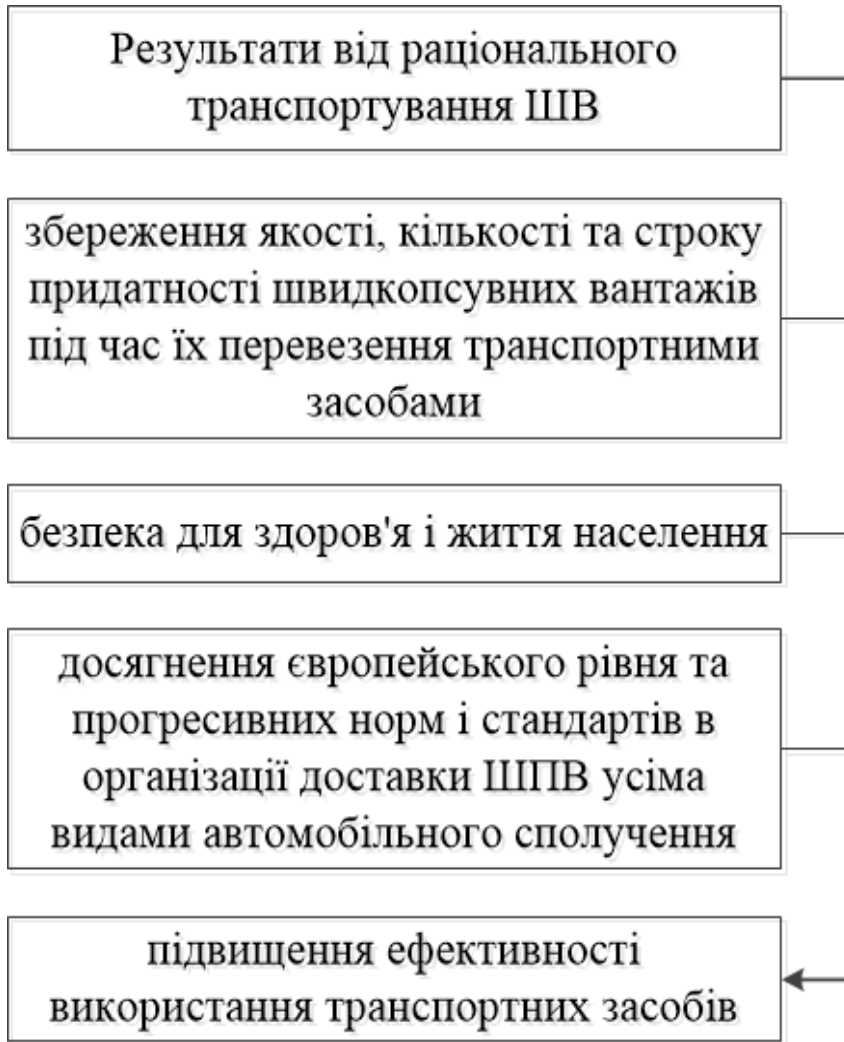 Результати від раціонального
транспортування ШВ
збереження якості, кількості та строку
придатності швидкопсувних вантажів
під час їх перевезення транспортними
засобами
безпека для здоров'я і життя населення
досягнення європейського рівня та
прогресивних норм і стандартів в
організації доставки ШПВ усіма
видами автомобільного сполучення
підвищення ефективності
використання транспортних засобів